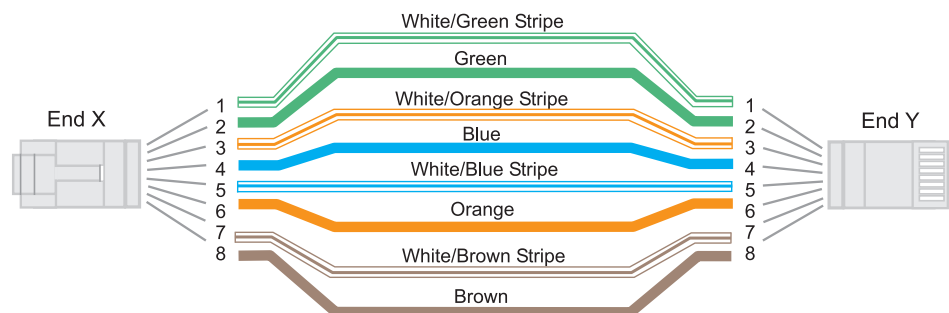 White/Green Stripe
Green
White/Orange Stripe
Blue
White/Blue Stripe
Orange
White/Brown Stripe
Brown
End X
1
2
3
4
5
6
7
8
1
2
3
4
5
6
7
8
End Y